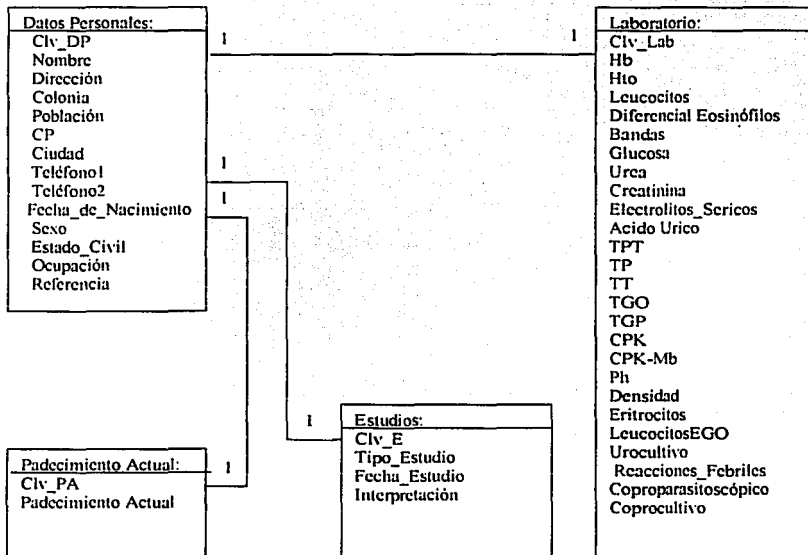 Datos Personales:
Clv_DP
Nombre
Dirección
Colonia
Población
CP
Ciudad
Teléfono1
Teléfono2
Fecha_de_Nacimiento
Sexo
Estado_Civil
Ocupación
Referencia
1
1
1
1
Laboratorio:
Clv_Lab
Hb
Hto
Leucocitos
Diferencial Eosinófilos
Bandas
Glucosa
Urea
Creatinina
Electrolitos_Sericos
Acido Urico
TPT
TP
TT
TGO
TGP
CPK
CPK-Mb
Ph
Densidad
Eritrocitos
LeucocitosEGO
Urocultivo
Reacciones_Febriles
Coproparasitoscópico
Coprocultivo
Padecimiento Actual:
Clv_PA
Padecimiento Actual
1
1
Estudios:
Clv_E
Tipo_Estudio
Fecha_Estudio
Interpretación